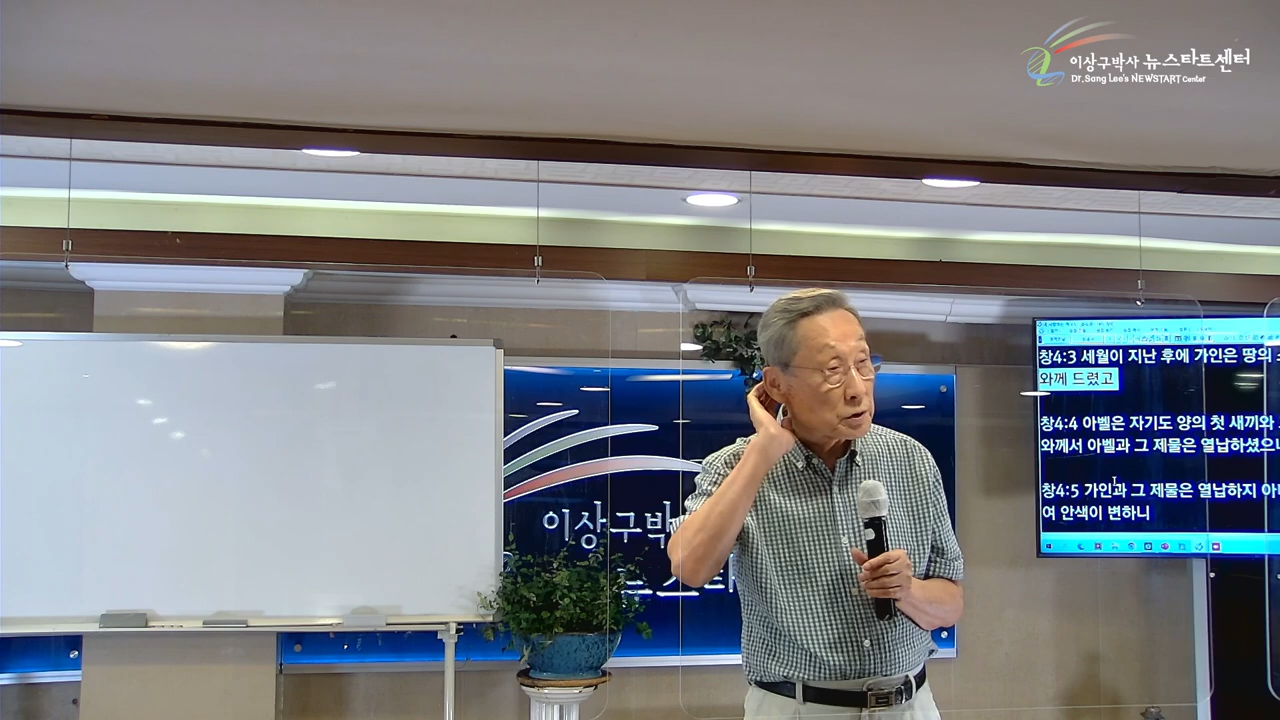 이상구박사 뉴스타트센터
Dr. Sang Lee's NEWSTART Center
창4:3 세월이 지난 후에 가인은 땅의
와께 드렸고
창4:4 아벨은 자기도 양의 첫 새끼와
와께서 아벨과 그 제물은 열납하셨으
창4:5 가인과 그 제물은 열납하지
여 안색이 변하니
이상구박
뉴스타